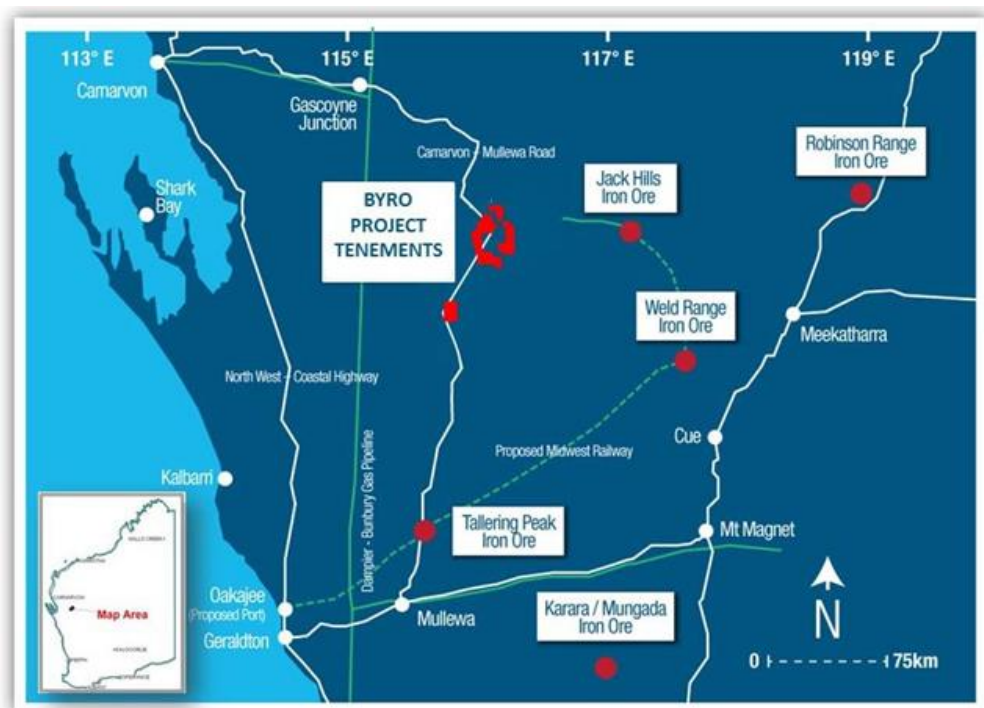 113° E
115° E
117° E
119° E
Carnarvon
Gascoyne
Junction
Carnarvon - Mullewa Road
Robinson Range
Iron Ore
Jack Hills
Iron Ore
Shark
Bay
BYRO
PROJECT
TENEMENTS
Weld Range
Iron Ore
Meekatharra
North West - Coastal Highway
Cue
Proposed Midwest Railway
Kalbarri
Dampier - Bunbury Gas Pipeline
Tallering Peak
Iron Ore
Mt Magnet
HALLS CREEK
CARNARVON
Map Area
Oakajee
(Proposed Port)
Mullewa
Geraldton
Karara / Mungada
Iron Ore
N
0
75km